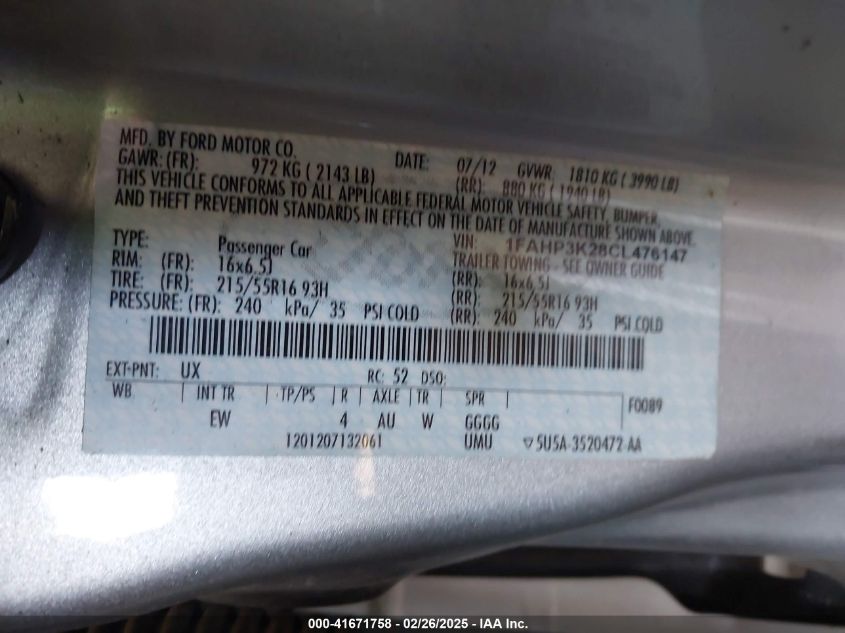 MFD. BY FORD MOTOR CO.
DATE: 07/12 GVWR: 1810 KG ( 3990 LB)
GAWR:(FR): 972 KG ( 2143 LB) (RR): 880 KG ( 1940 LB)
THIS VEHICLE CONFORMS TO ALL APPLICABLE FEDERAL MOTOR VEHICLE SAFETY, BUMPER,
AND THEFT PREVENTION STANDARDS IN EFFECT ON THE DATE OF MANUFACTURE SHOWN ABOVE.
VIN: 1FAHP3K28CL476147
TYPE: Passenger Car TRAILER TOWING - SEE OWNER GUIDE
RIM: (FR): 16x6.5J (RR): 16x6.5J
TIRE: (FR): 215/55R16 93H (RR): 215/55R16 93H
PRESSURE: (FR): 240 kPa/ 35 PSI COLD (RR): 240 kPa/ 35 PSI COLD
EXT-PNT: UX RC: 52 DSO:
WB | INT TR | TP/PS | R | AXLE | TR | SPR | F0089
EW 4 AU W GGGG
1201207132061 UMU ▽5U5A-3520472-AA
000-41671758 - 02/26/2025 - IAA Inc.